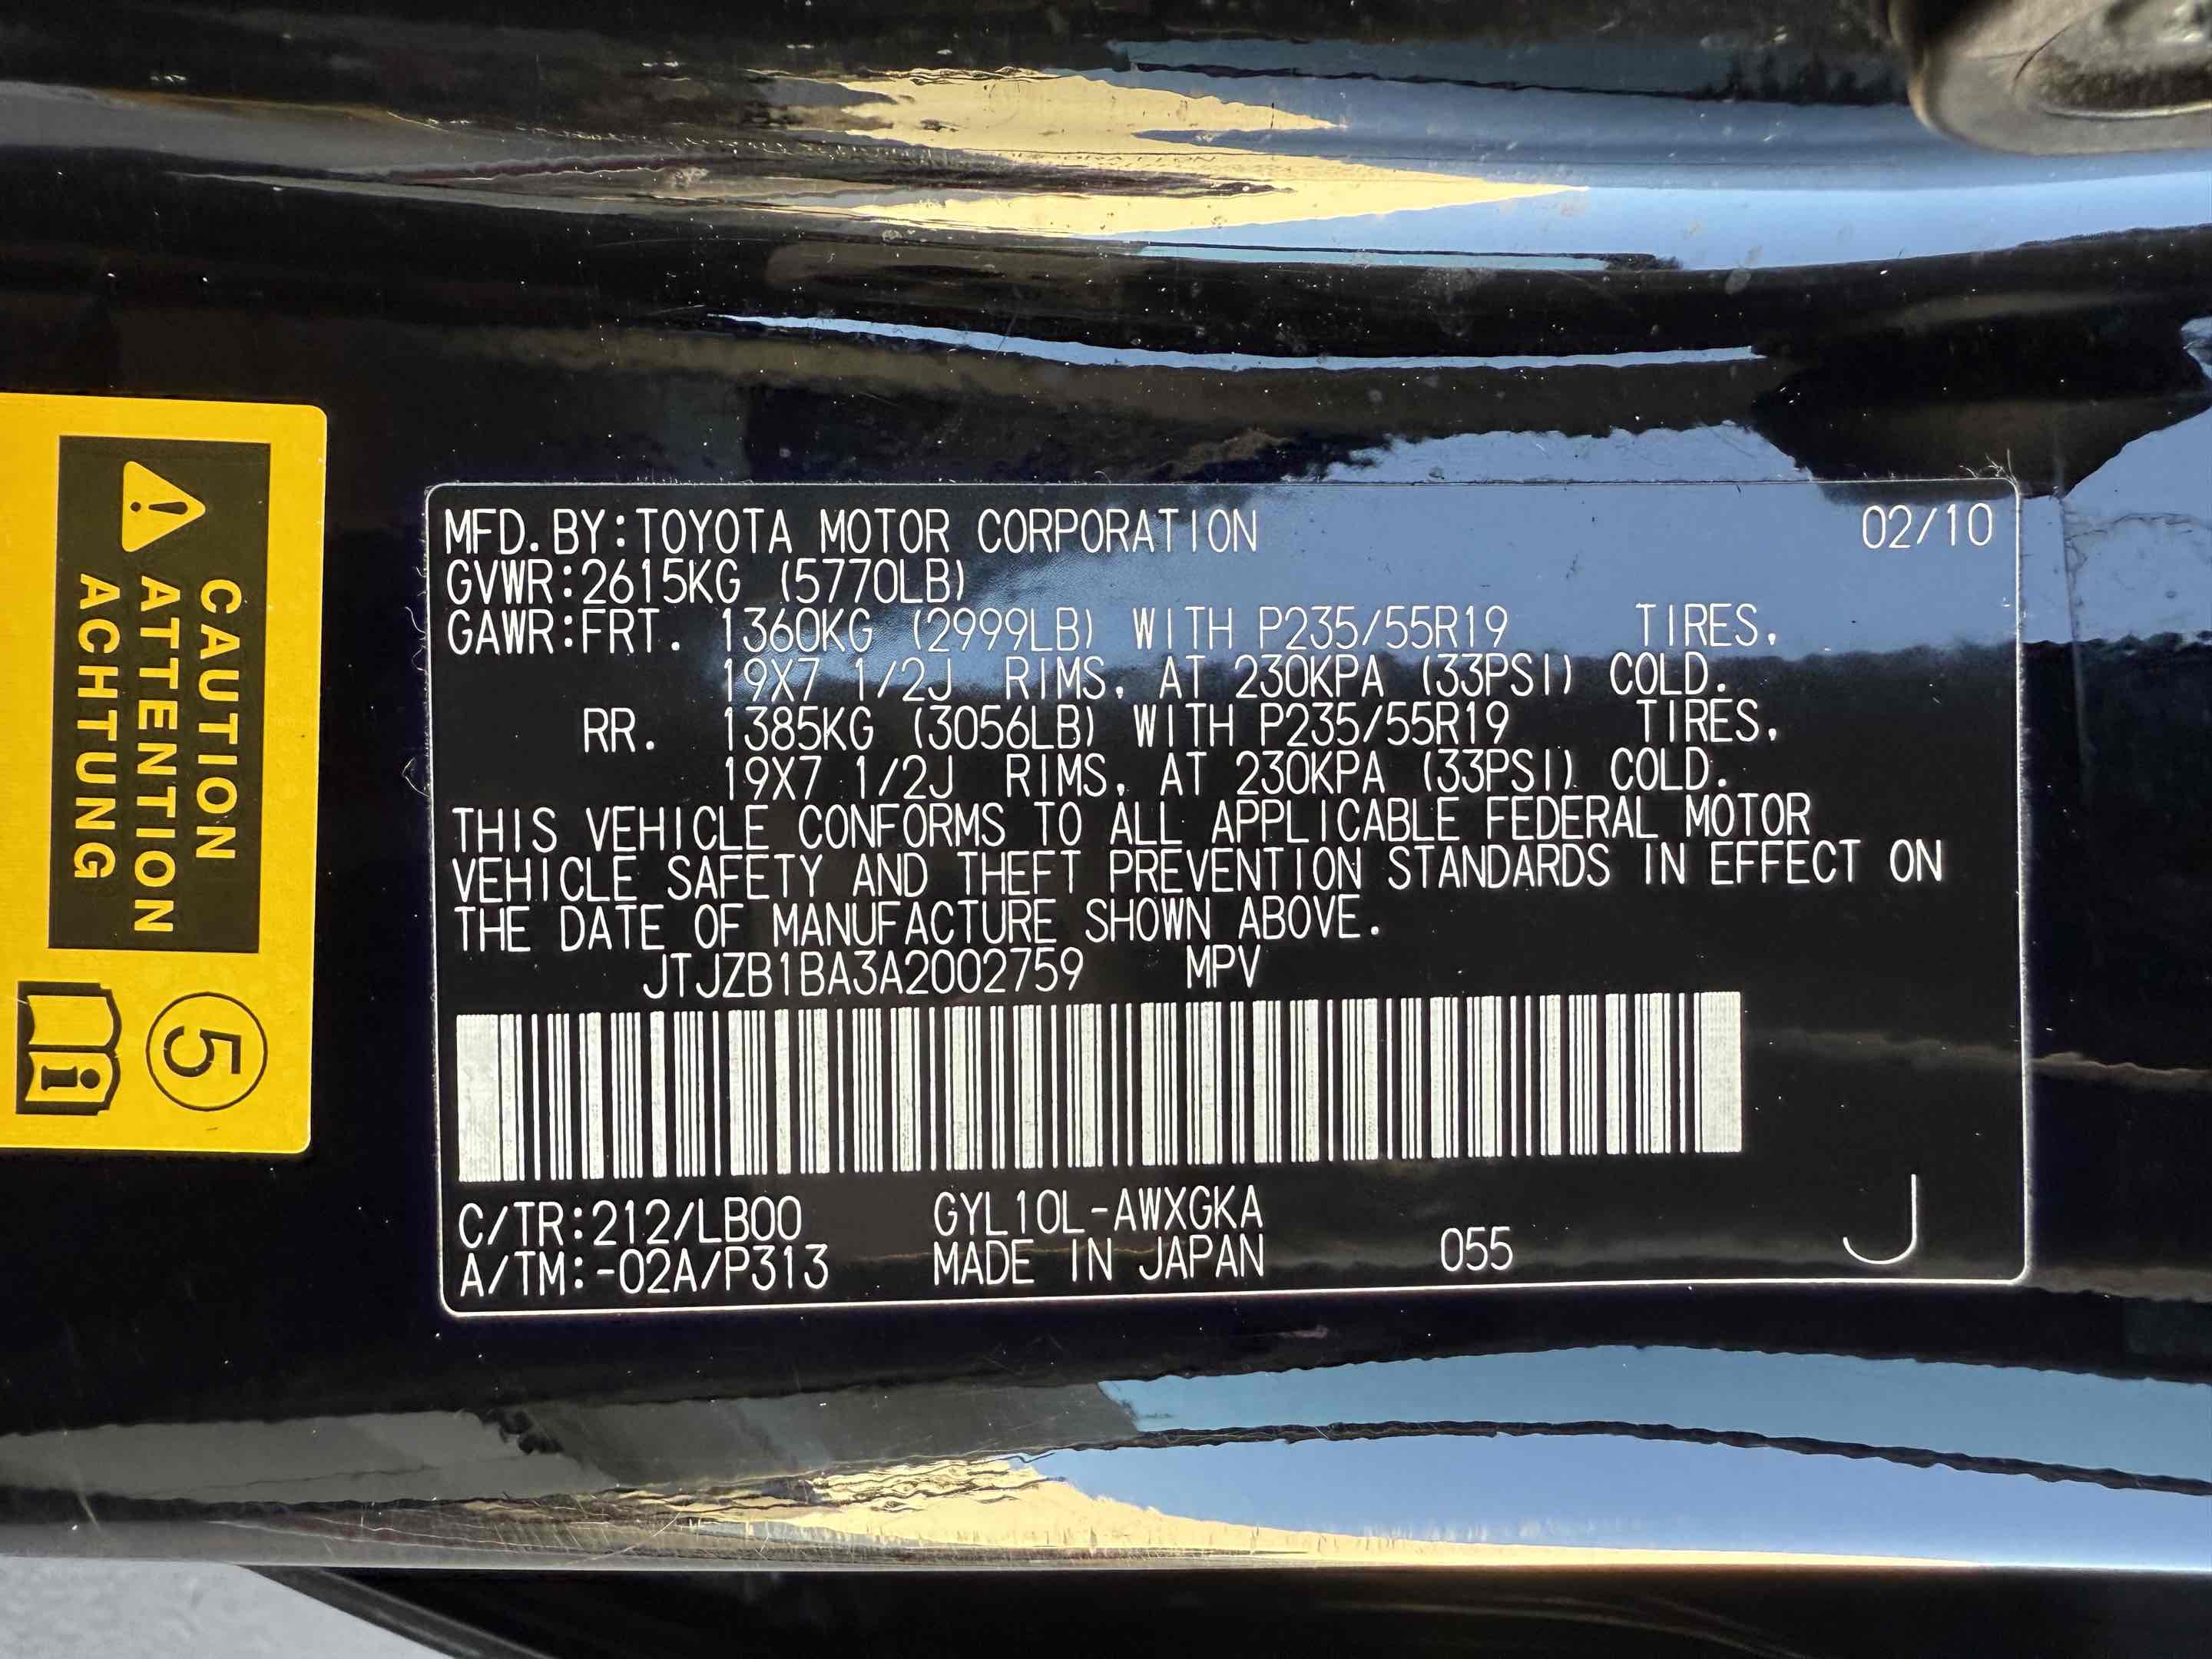 MFD.BY:TOYOTA MOTOR CORPORATION 02/10
GVWR:2615KG (5770LB)
GAWR:FRT. 1360KG (2999LB) WITH P235/55R19 TIRES,
19X7 1/2J RIMS, AT 230KPA (33PSI) COLD.
RR. 1385KG (3056LB) WITH P235/55R19 TIRES,
19X7 1/2J RIMS, AT 230KPA (33PSI) COLD.
THIS VEHICLE CONFORMS TO ALL APPLICABLE FEDERAL MOTOR
VEHICLE SAFETY AND THEFT PREVENTION STANDARDS IN EFFECT ON
THE DATE OF MANUFACTURE SHOWN ABOVE.
JTJZB1BA3A2002759 MPV
C/TR:212/LB00 GYL10L-AWXGKA
A/TM:-02A/P313 MADE IN JAPAN 055 J
CAUTION
ATTENTION
ACHTUNG
5
i